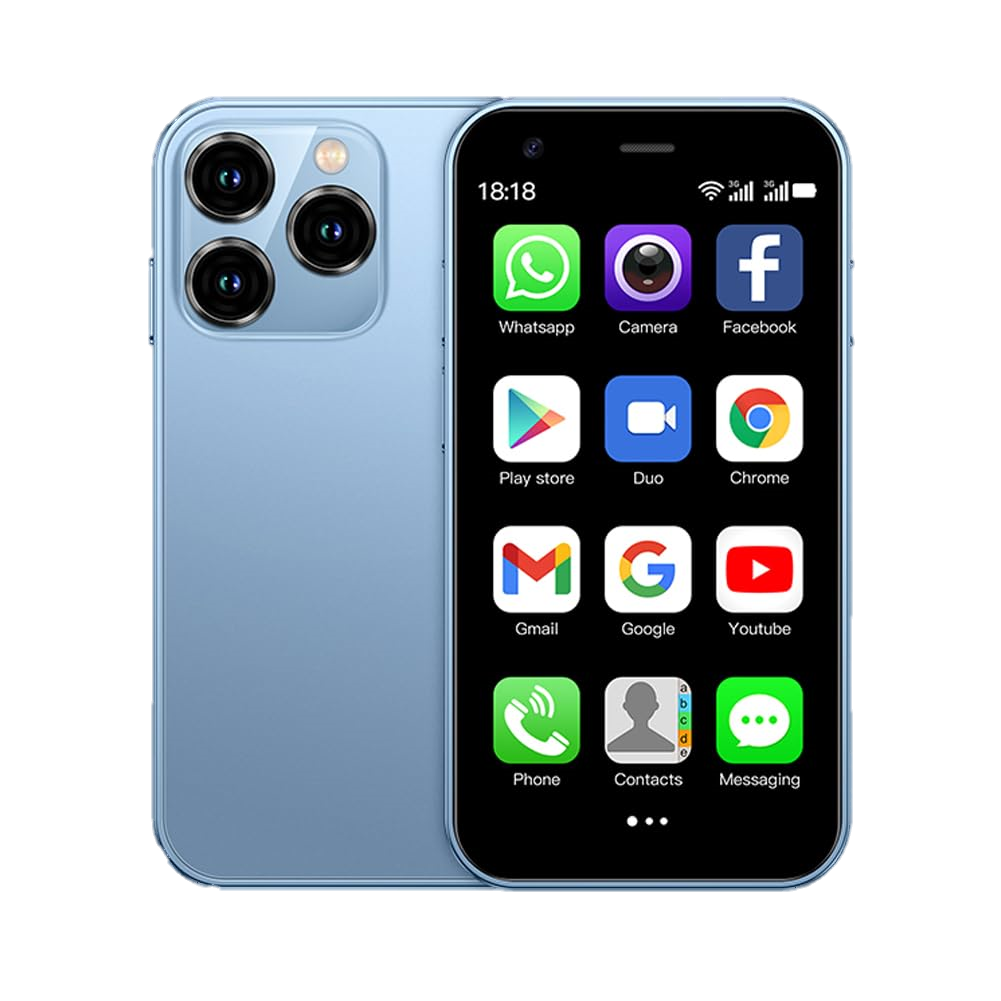 18:18
3G 3G
Whatsapp Camera Facebook
Play store Duo Chrome
Gmail Google Youtube
a
b
c
d
e
Phone Contacts Messaging